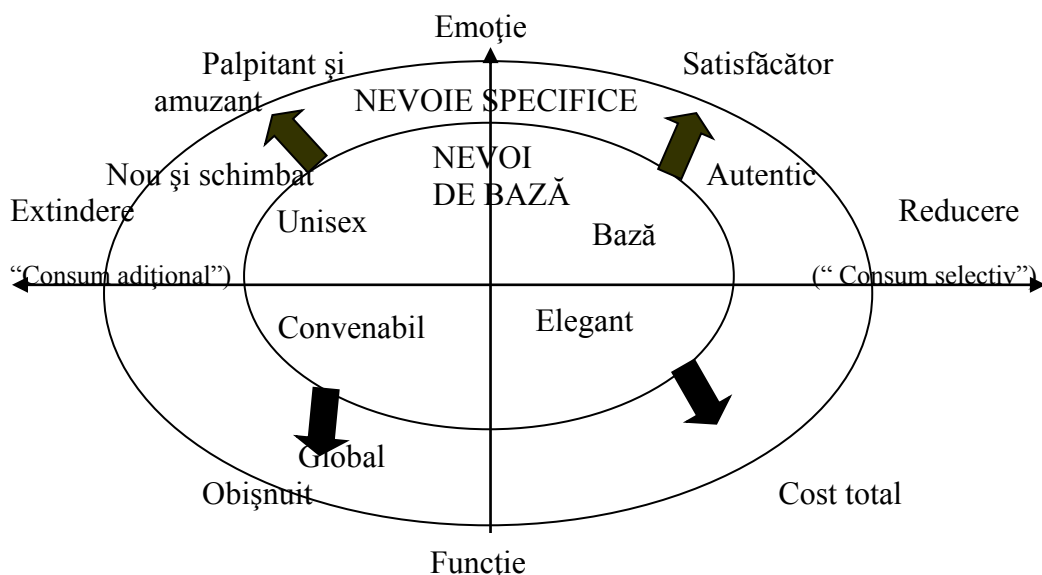 Emoţie
Palpitant şi
amuzant
Satisfăcător
NEVOIE SPECIFICE
NEVOI
DE BAZĂ
Nou şi schimbat
Autentic
Extindere
Unisex
Bază
Reducere
“Consum adiţional”)
(“ Consum selectiv”)
Convenabil
Elegant
Global
Obişnuit
Cost total
Funcţie